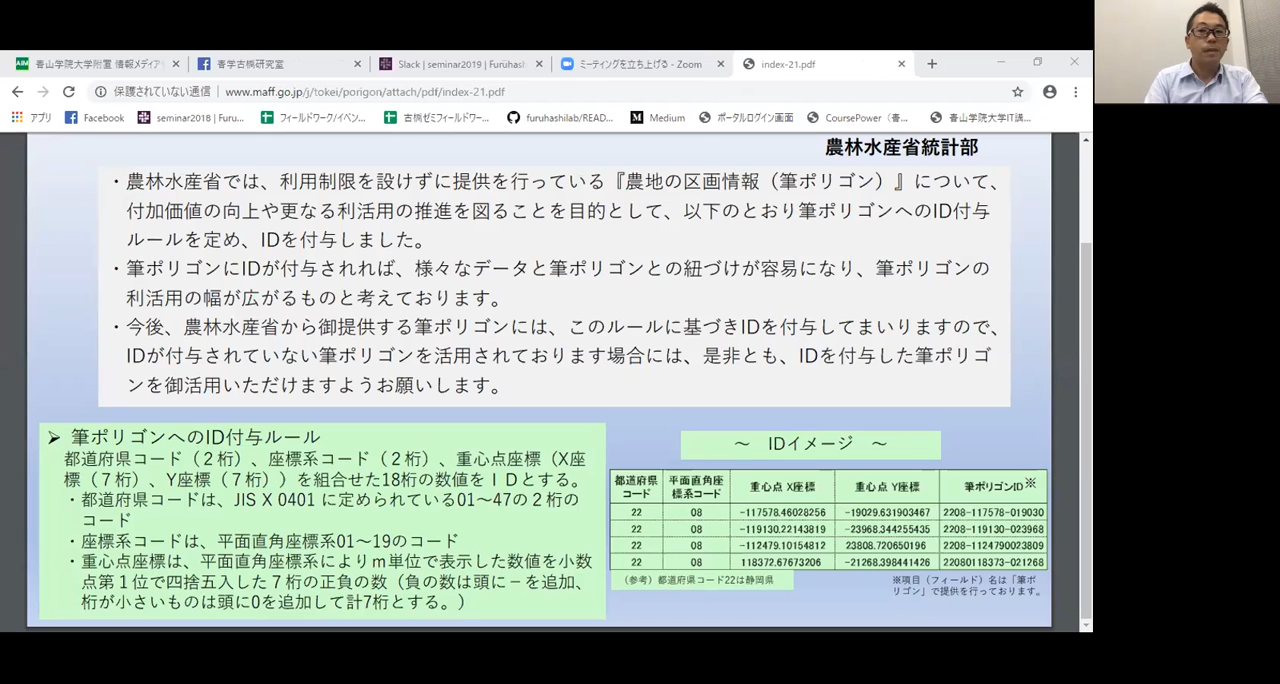 青山学院大学附置 情報メディア
青学古橋研究室
Slack | seminar2019 | Furuhash
ミーティングを立ち上げる - Zoom
index-21.pdf
保護されていない通信 | www.maff.go.jp/j/tokei/porigon/attach/pdf/index-21.pdf
アプリ
Facebook
seminar2018 | Furu...
フィールドワーク/イベン...
古橋ゼミフィールドワー...
furuhashilab/READ...
Medium
ポータルログイン画面
CoursePower（青...
青山学院大学IT講...
農林水産省統計部
・農林水産省では、利用制限を設けずに提供を行っている『農地の区画情報（筆ポリゴン）』について、
付加価値の向上や更なる利活用の推進を図ることを目的として、以下のとおり筆ポリゴンへのID付与
ルールを定め、IDを付与しました。
・筆ポリゴンにIDが付与されれば、様々なデータと筆ポリゴンとの紐づけが容易になり、筆ポリゴンの
利活用の幅が広がるものと考えております。
・今後、農林水産省から御提供する筆ポリゴンには、このルールに基づきIDを付与してまいりますので、
IDが付与されていない筆ポリゴンを活用されております場合には、是非とも、IDを付与した筆ポリゴ
ンを御活用いただけますようお願いします。
➢ 筆ポリゴンへのID付与ルール
都道府県コード（２桁）、座標系コード（２桁）、重心点座標（X座
標（７桁）、Y座標（７桁））を組合せた18桁の数値をＩＤとする。
・都道府県コードは、JIS X 0401 に定められている01～47の２桁の
コード
・座標系コードは、平面直角座標系01～19のコード
・重心点座標は、平面直角座標系によりｍ単位で表示した数値を小数
点第１位で四捨五入した７桁の正負の数（負の数は頭に－を追加、
桁が小さいものは頭に0を追加して計7桁とする。）
～ IDイメージ ～
都道府県コード 平面直角座標系コード 重心点 X座標 重心点 Y座標 筆ポリゴンID※
22 08 -117578.46028256 -19029.631903467 2208-117578-019030
22 08 -119130.22143819 -23968.344255435 2208-119130-023968
22 08 -112479.10154812 23808.720650196 2208-1124790023809
22 08 118372.67673206 -21268.398441426 22080118373-021268
（参考）都道府県コード22は静岡県
※項目（フィールド）名は「筆ポ
リゴン」で提供を行っております。